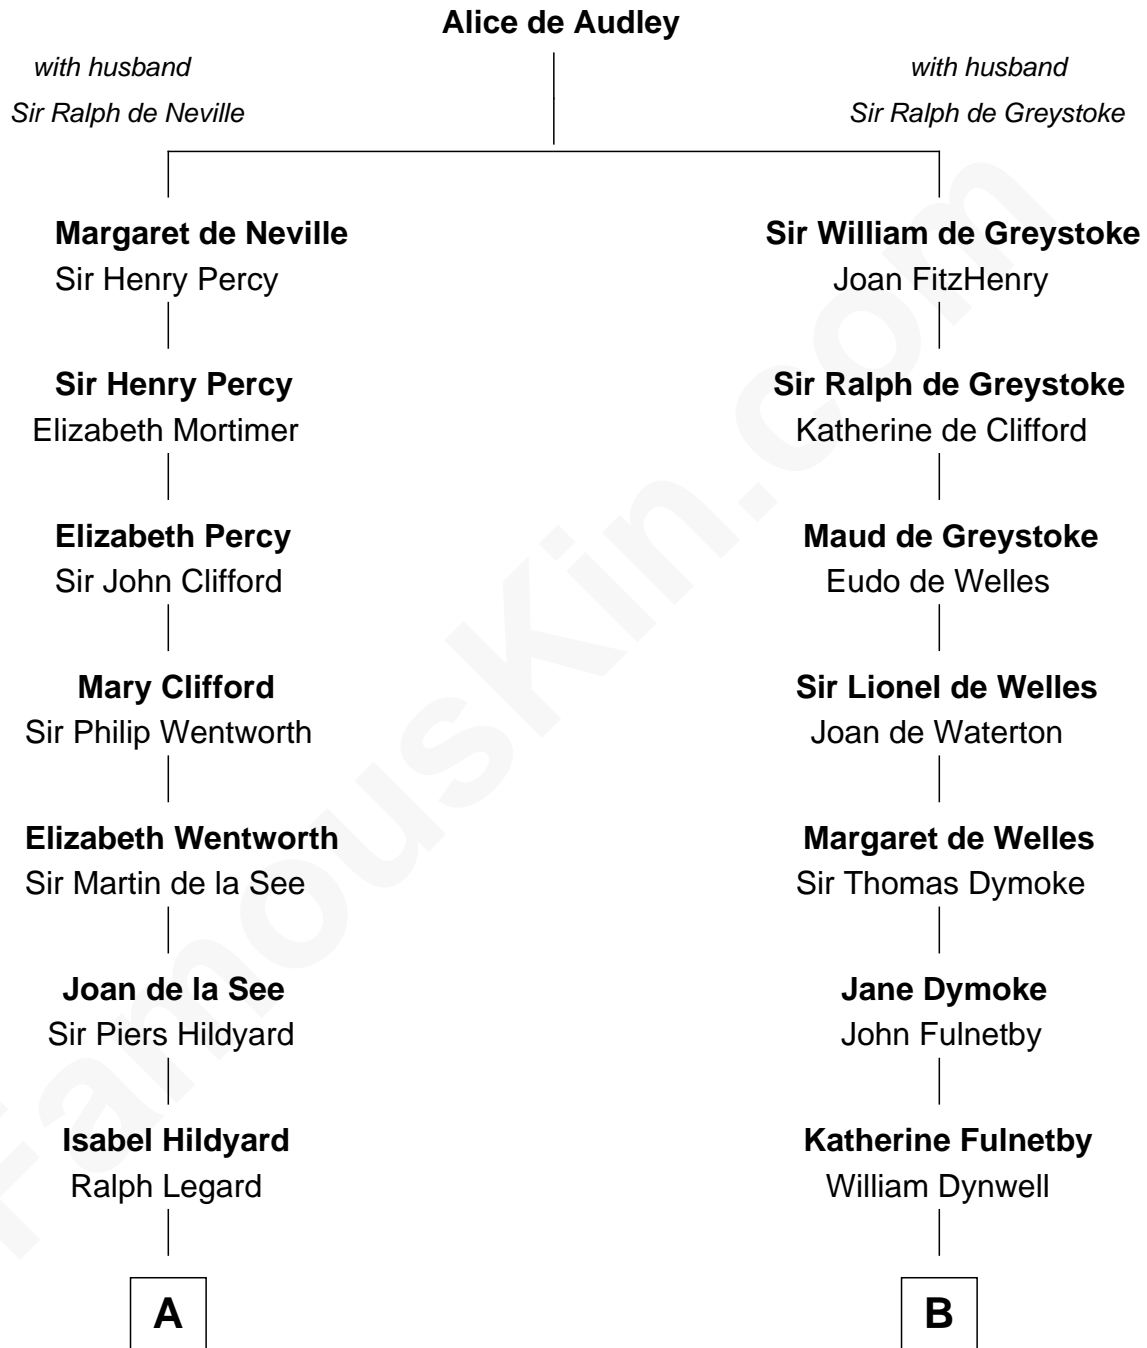 Alice de Audley
with husband
Sir Ralph de Neville
with husband
Sir Ralph de Greystoke
Margaret de Neville
Sir Henry Percy
Sir William de Greystoke
Joan FitzHenry
Sir Henry Percy
Elizabeth Mortimer
Sir Ralph de Greystoke
Katherine de Clifford
Elizabeth Percy
Sir John Clifford
Maud de Greystoke
Eudo de Welles
Mary Clifford
Sir Philip Wentworth
Sir Lionel de Welles
Joan de Waterton
Elizabeth Wentworth
Sir Martin de la See
Margaret de Welles
Sir Thomas Dymoke
Joan de la See
Sir Piers Hildyard
Jane Dymoke
John Fulnetby
Isabel Hildyard
Ralph Legard
Katherine Fulnetby
William Dynwell
A
B
FamousKin.com